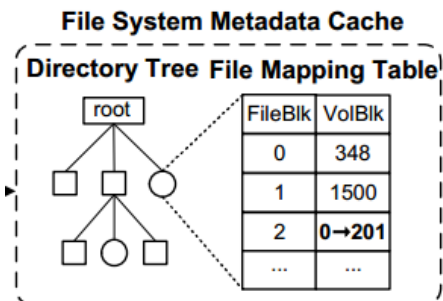 File System Metadata Cache
Directory Tree File Mapping Table
root
FileBlk VolBlk
0 348
1 1500
2 0→201
... ...